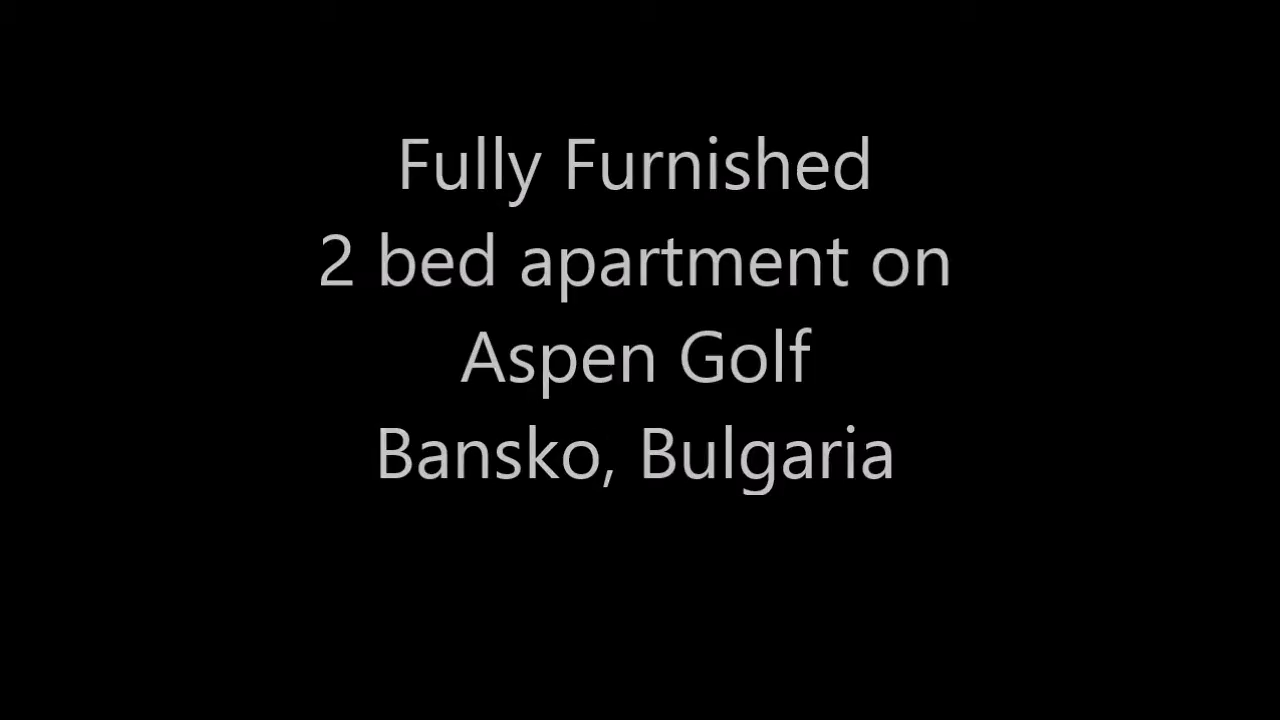 Fully Furnished
2 bed apartment on
Aspen Golf
Bansko, Bulgaria